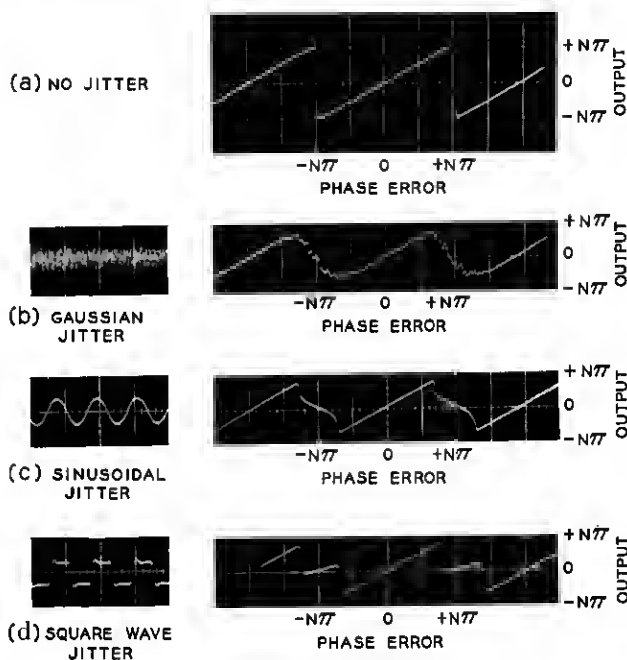 (a) NO JITTER
+Nπ
0
-Nπ
OUTPUT
-Nπ 0 +Nπ
PHASE ERROR
(b) GAUSSIAN
JITTER
+Nπ
0
-Nπ
OUTPUT
-Nπ 0 +Nπ
PHASE ERROR
(c) SINUSOIDAL
JITTER
+Nπ
0
-Nπ
OUTPUT
-Nπ 0 +Nπ
PHASE ERROR
(d) SQUARE WAVE
JITTER
+Nπ
0
-Nπ
OUTPUT
-Nπ 0 +Nπ
PHASE ERROR